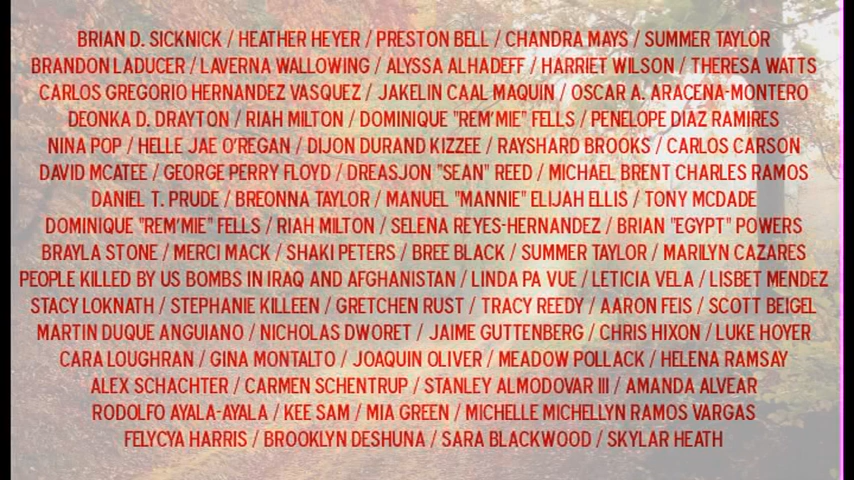 BRIAN D. SICKNICK / HEATHER HEYER / PRESTON BELL / CHANDRA MAYS / SUMMER TAYLOR
BRANDON LADUCER / LAVERNA WALLOWING / ALYSSA ALHADEFF / HARRIET WILSON / THERESA WATTS
CARLOS GREGORIO HERNANDEZ VASQUEZ / JAKELIN CAAL MAQUIN / OSCAR A. ARACENA-MONTERO
DEONKA D. DRAYTON / RIAH MILTON / DOMINIQUE "REM'MIE" FELLS / PENELOPE DIAZ RAMIRES
NINA POP / HELLE JAE O'REGAN / DIJON DURAND KIZZEE / RAYSHARD BROOKS / CARLOS CARSON
DAVID MCATEE / GEORGE PERRY FLOYD / DREASJON "SEAN" REED / MICHAEL BRENT CHARLES RAMOS
DANIEL T. PRUDE / BREONNA TAYLOR / MANUEL "MANNIE" ELIJAH ELLIS / TONY MCDADE
DOMINIQUE "REM'MIE" FELLS / RIAH MILTON / SELENA REYES-HERNANDEZ / BRIAN "EGYPT" POWERS
BRAYLA STONE / MERCI MACK / SHAKI PETERS / BREE BLACK / SUMMER TAYLOR / MARILYN CAZARES
PEOPLE KILLED BY US BOMBS IN IRAQ AND AFGHANISTAN / LINDA PA VUE / LETICIA VELA / LISBET MENDEZ
STACY LOKNATH / STEPHANIE KILLEEN / GRETCHEN RUST / TRACY REEDY / AARON FEIS / SCOTT BEIGEL
MARTIN DUQUE ANGUIANO / NICHOLAS DWORET / JAIME GUTTENBERG / CHRIS HIXON / LUKE HOYER
CARA LOUGHRAN / GINA MONTALTO / JOAQUIN OLIVER / MEADOW POLLACK / HELENA RAMSAY
ALEX SCHACHTER / CARMEN SCHENTRUP / STANLEY ALMODOVAR III / AMANDA ALVEAR
RODOLFO AYALA-AYALA / KEE SAM / MIA GREEN / MICHELLE MICHELLYN RAMOS VARGAS
FELYCYA HARRIS / BROOKLYN DESHUNA / SARA BLACKWOOD / SKYLAR HEATH